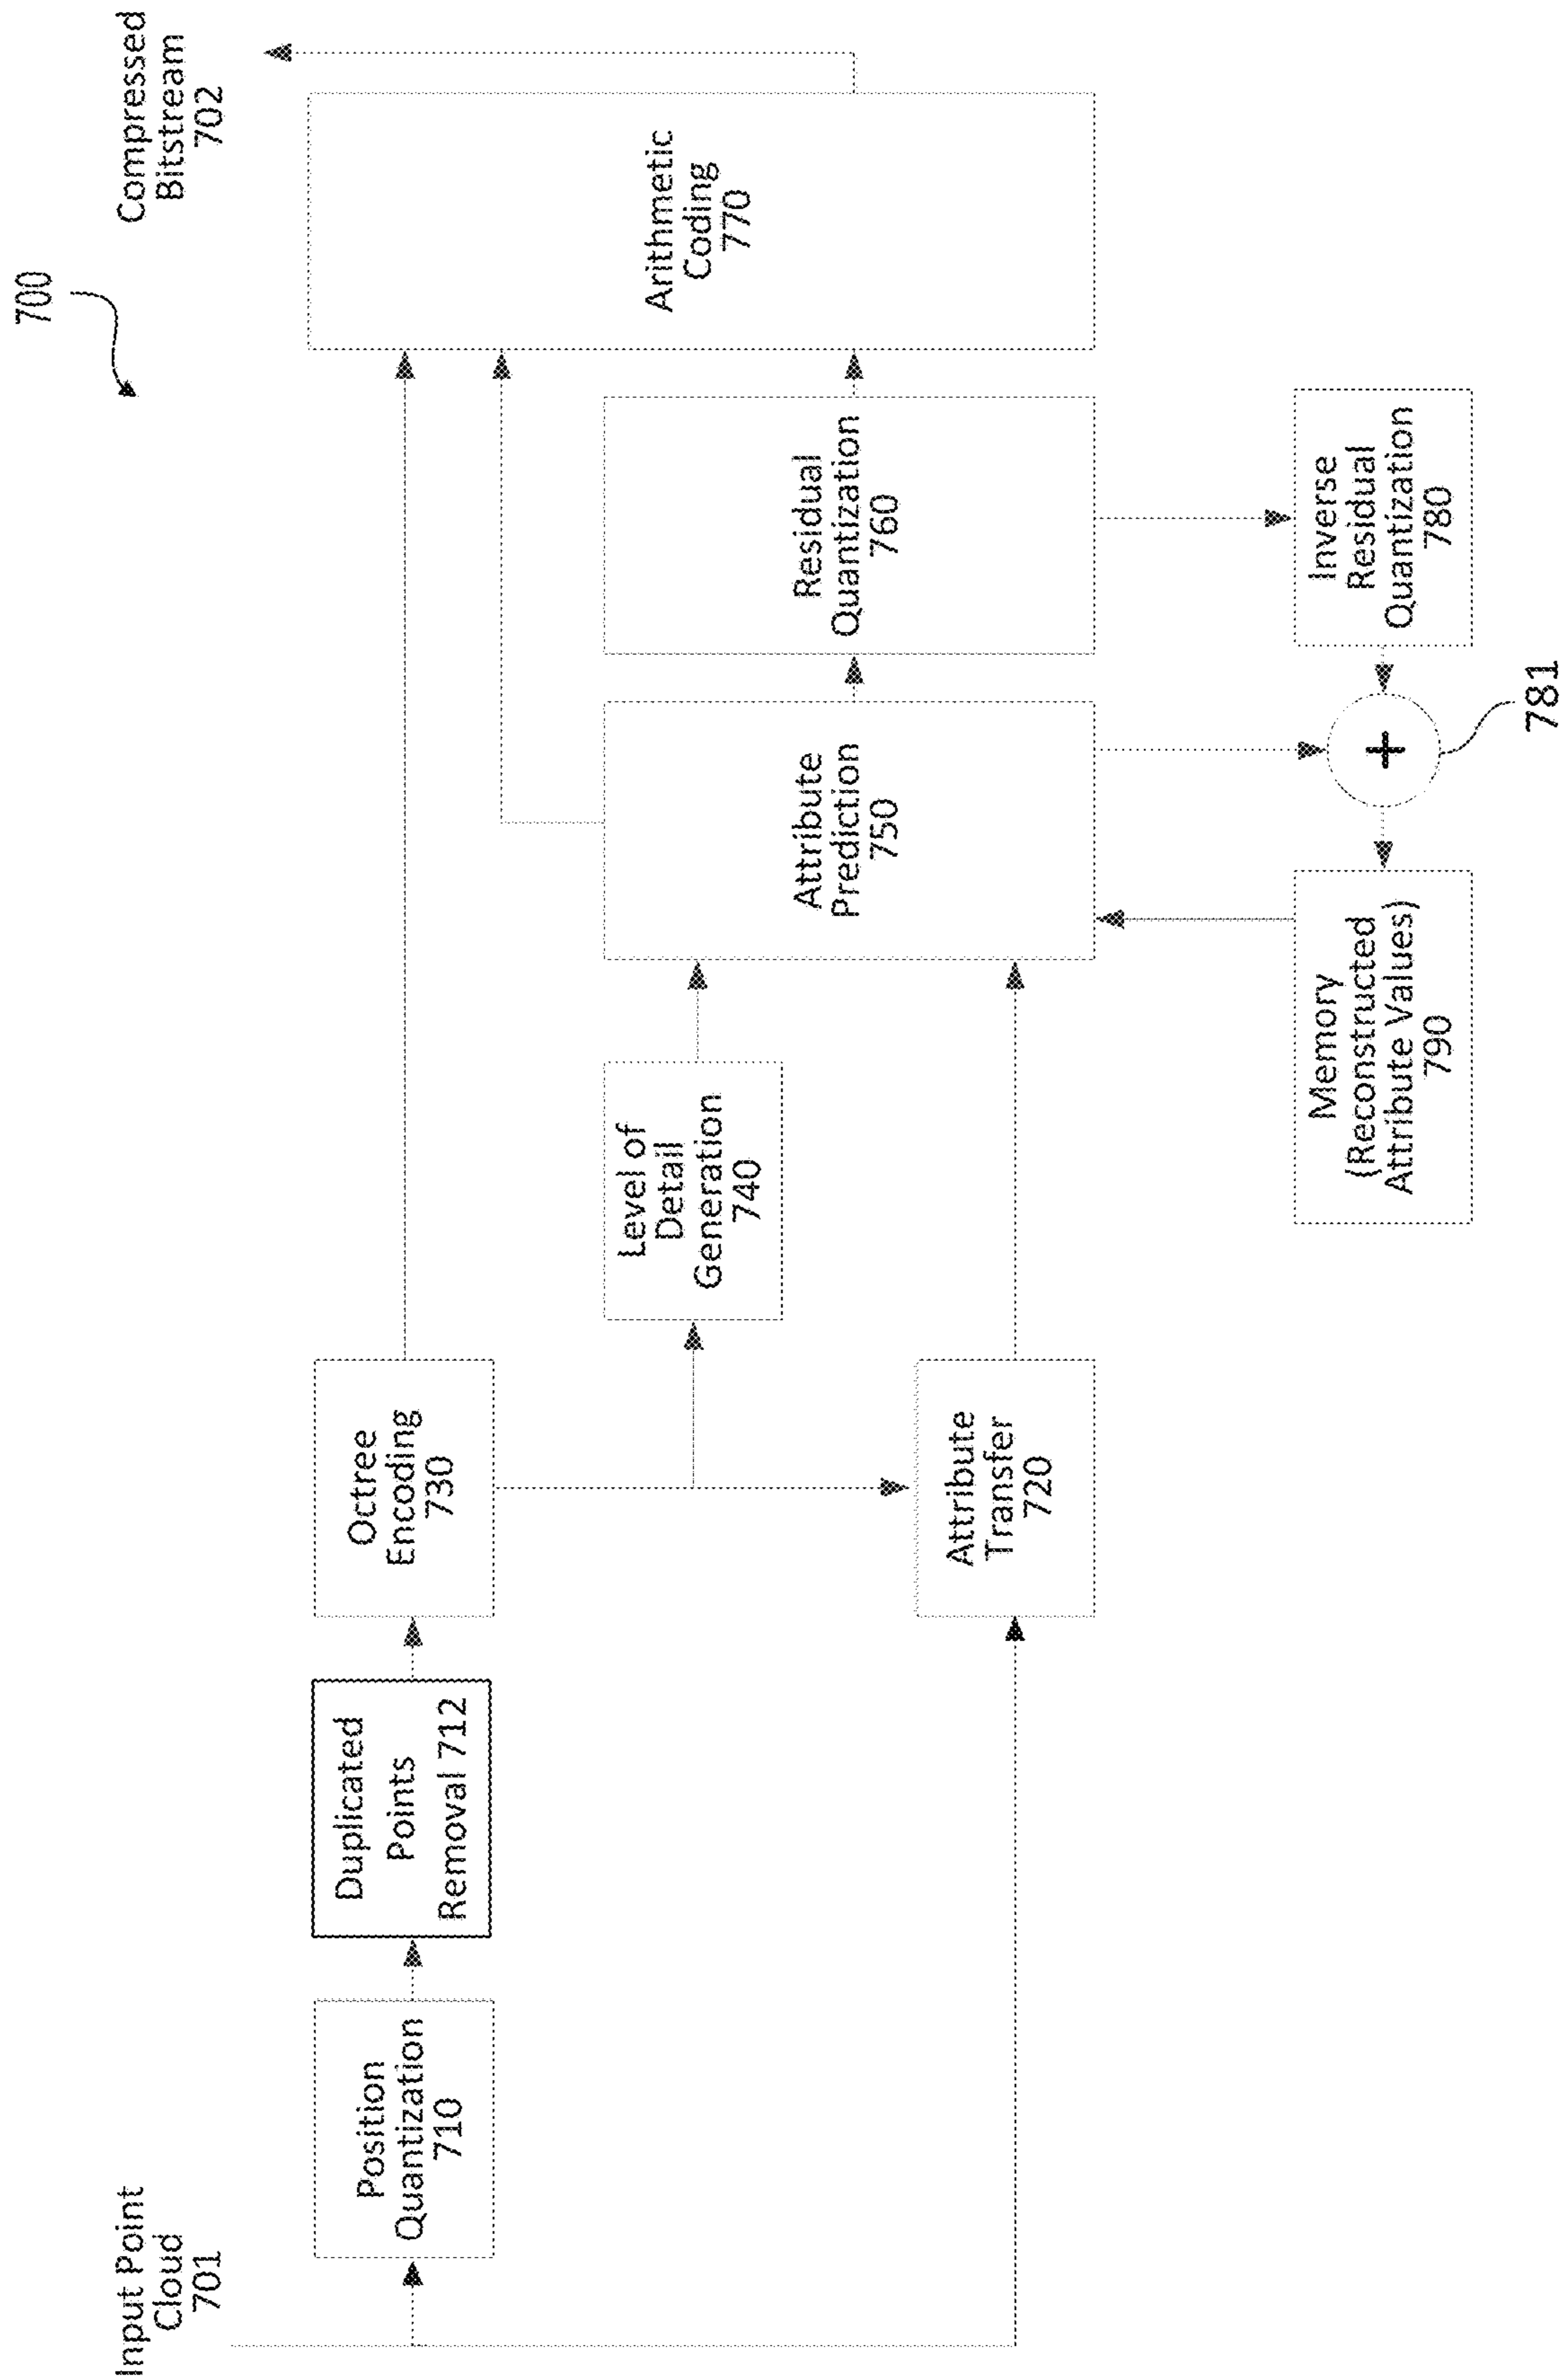 700
Input Point
Cloud
701
Compressed
Bitstream
702
Position
Quantization
710
Duplicated
Points
Removal 712
Octree
Encoding
730
Arithmetic
Coding
770
Level of
Detail
Generation
740
Attribute
Transfer
720
Attribute
Prediction
750
Residual
Quantization
760
Memory
(Reconstructed
Attribute Values)
790
+
781
Inverse
Residual
Quantization
780